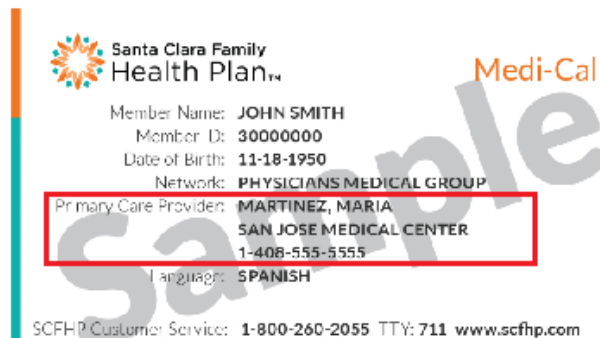 Santa Clara Family
Health Plan™
Medi-Cal
Member Name: JOHN SMITH
Member ID: 30000000
Date of Birth: 11-18-1950
Network: PHYSICIANS MEDICAL GROUP
Primary Care Provider: MARTINEZ, MARIA
SAN JOSE MEDICAL CENTER
1-408-555-5555
Language: SPANISH
SCFHP Customer Service: 1-800-260-2055 TTY: 711 www.scfhp.com
Sample